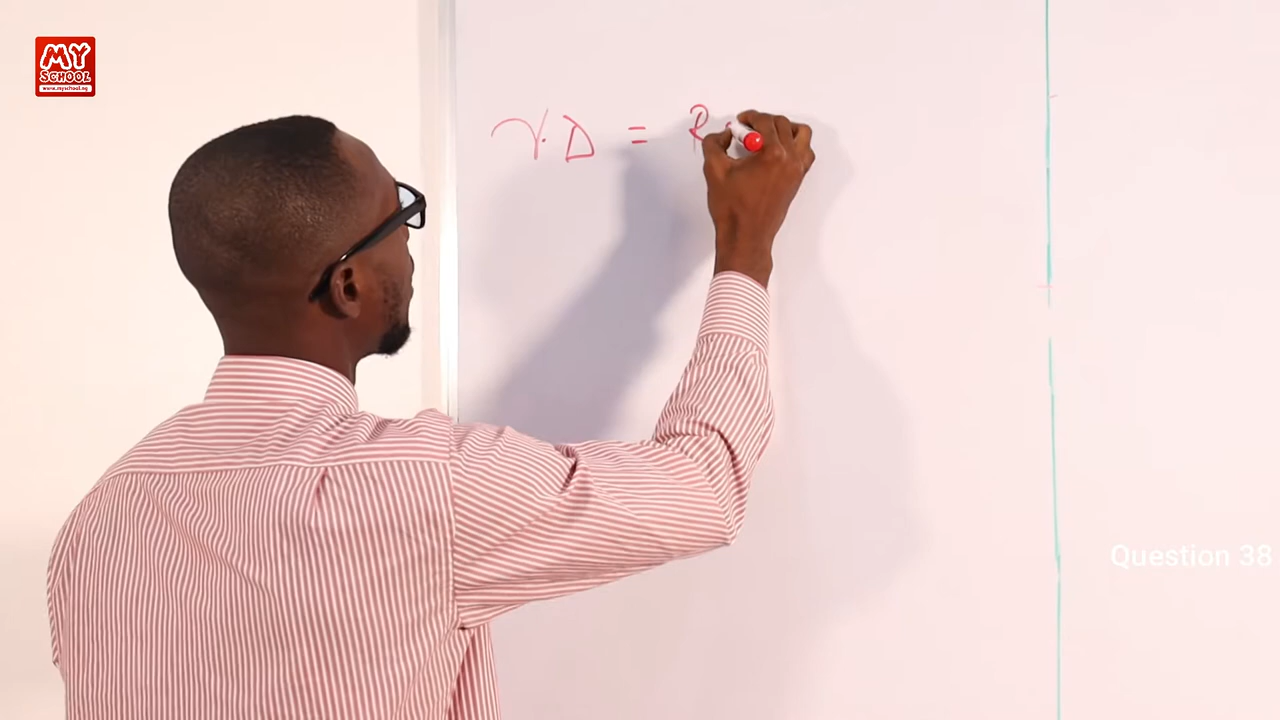 MY
SCHOOL
www.myschool.ng
γ.D = R
Question 38